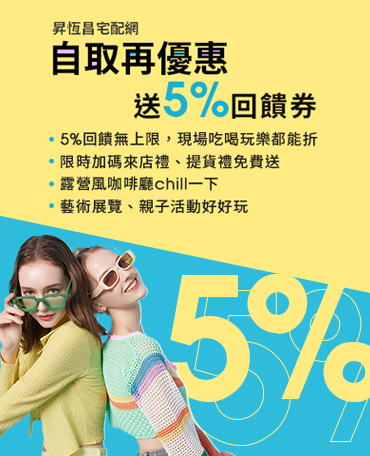 昇恆昌宅配網
自取再優惠
送5%回饋券
• 5%回饋無上限，現場吃喝玩樂都能折
• 限時加碼來店禮、提貨禮免費送
• 露營風咖啡廳chill一下
• 藝術展覽、親子活動好好玩
5%
5%